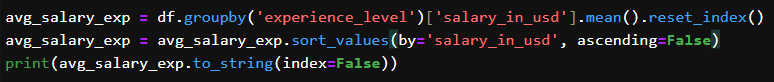 avg_salary_exp = df.groupby('experience_level')['salary_in_usd'].mean().reset_index()
avg_salary_exp = avg_salary_exp.sort_values(by='salary_in_usd', ascending=False)
print(avg_salary_exp.to_string(index=False))